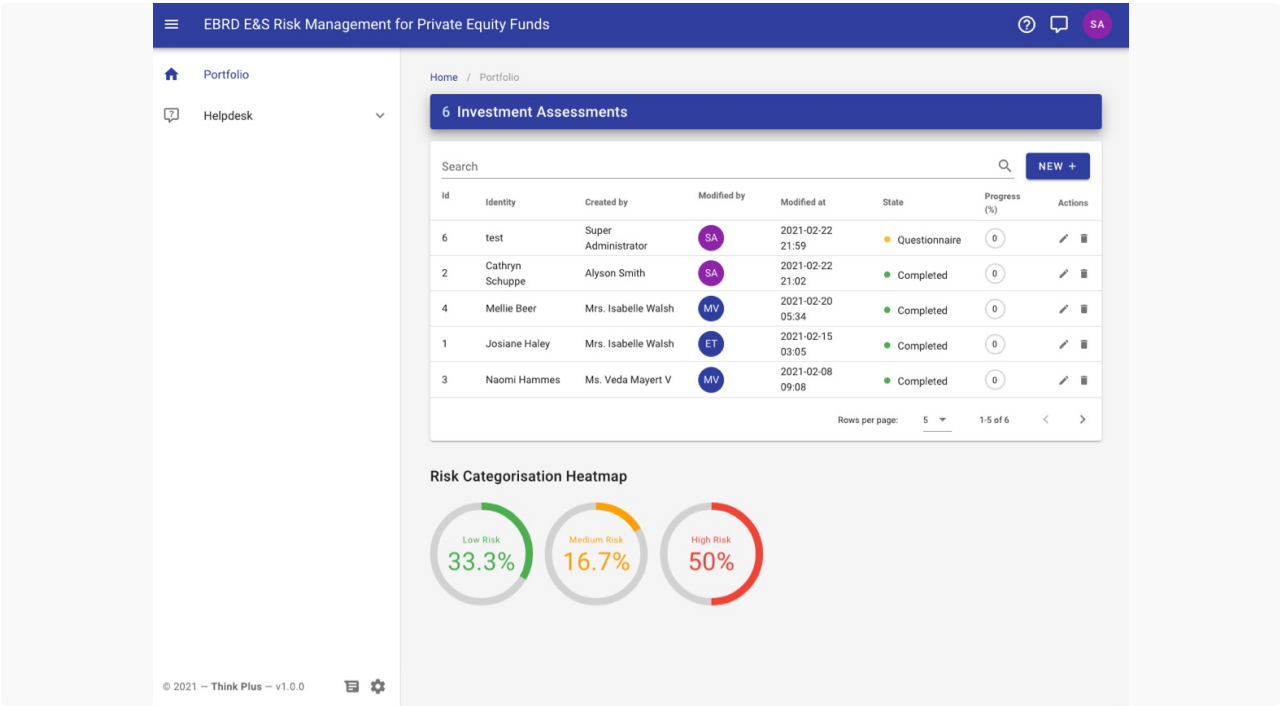 EBRD E&S Risk Management for Private Equity Funds
SA
Portfolio
Helpdesk
Home / Portfolio
6 Investment Assessments
Search
NEW +
Id Identity Created by Modified by Modified at State Progress (%) Actions
6 test Super Administrator SA 2021-02-22 21:59 Questionnaire 0
2 Cathryn Schuppe Alyson Smith SA 2021-02-22 21:02 Completed 0
4 Mellie Beer Mrs. Isabelle Walsh MV 2021-02-20 05:34 Completed 0
1 Josiane Haley Mrs. Isabelle Walsh ET 2021-02-15 03:05 Completed 0
3 Naomi Hammes Ms. Veda Mayert V MV 2021-02-08 09:08 Completed 0
Rows per page: 5 1-5 of 6
Risk Categorisation Heatmap
Low Risk
33.3%
Medium Risk
16.7%
High Risk
50%
© 2021 — Think Plus — v1.0.0